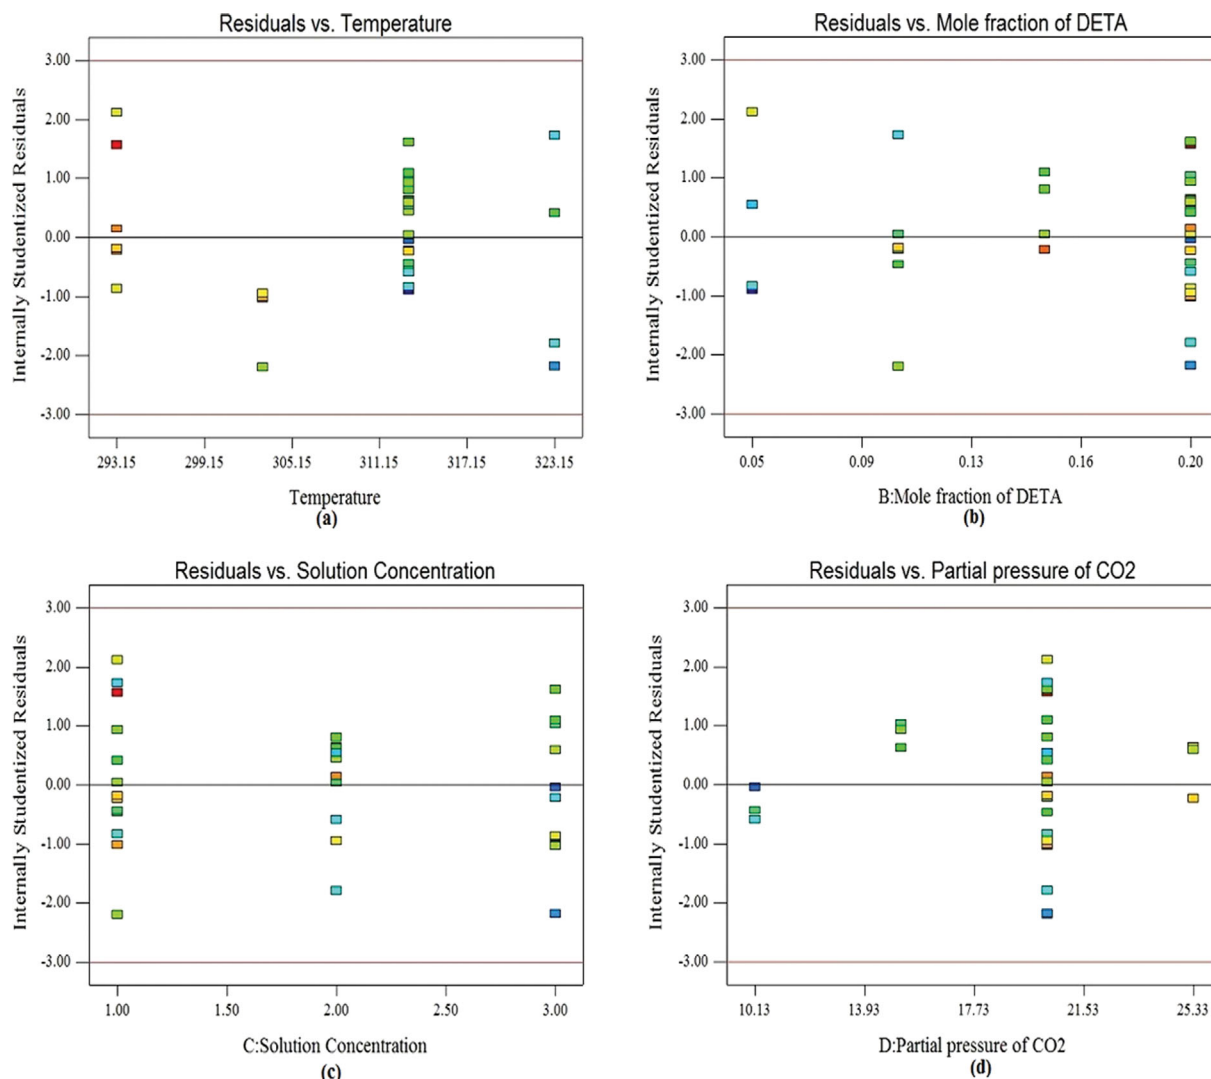 Residuals vs. Temperature
Internally Studentized Residuals
3.00
2.00
1.00
0.00
-1.00
-2.00
-3.00
293.15 299.15 305.15 311.15 317.15 323.15
Temperature
(a)
Residuals vs. Mole fraction of DETA
Internally Studentized Residuals
3.00
2.00
1.00
0.00
-1.00
-2.00
-3.00
0.05 0.09 0.13 0.16 0.20
B:Mole fraction of DETA
(b)
Residuals vs. Solution Concentration
Internally Studentized Residuals
3.00
2.00
1.00
0.00
-1.00
-2.00
-3.00
1.00 1.50 2.00 2.50 3.00
C:Solution Concentration
(c)
Residuals vs. Partial pressure of CO2
Internally Studentized Residuals
3.00
2.00
1.00
0.00
-1.00
-2.00
-3.00
10.13 13.93 17.73 21.53 25.33
D:Partial pressure of CO2
(d)